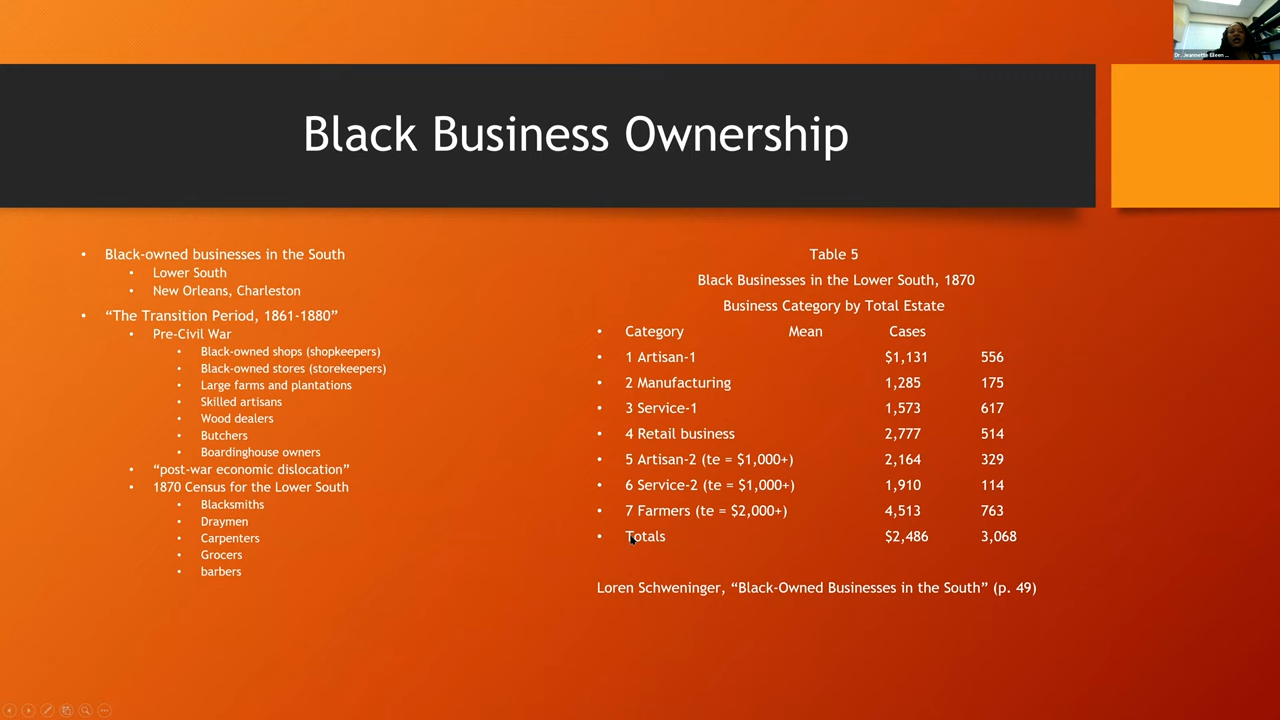 Dr. Jeannette Eileen ...
Black Business Ownership
• Black-owned businesses in the South
• Lower South
• New Orleans, Charleston
• “The Transition Period, 1861-1880”
• Pre-Civil War
• Black-owned shops (shopkeepers)
• Black-owned stores (storekeepers)
• Large farms and plantations
• Skilled artisans
• Wood dealers
• Butchers
• Boardinghouse owners
• “post-war economic dislocation”
• 1870 Census for the Lower South
• Blacksmiths
• Draymen
• Carpenters
• Grocers
• barbers
Table 5
Black Businesses in the Lower South, 1870
Business Category by Total Estate
• Category Mean Cases
• 1 Artisan-1 $1,131 556
• 2 Manufacturing 1,285 175
• 3 Service-1 1,573 617
• 4 Retail business 2,777 514
• 5 Artisan-2 (te = $1,000+) 2,164 329
• 6 Service-2 (te = $1,000+) 1,910 114
• 7 Farmers (te = $2,000+) 4,513 763
• Totals $2,486 3,068
Loren Schweninger, “Black-Owned Businesses in the South” (p. 49)